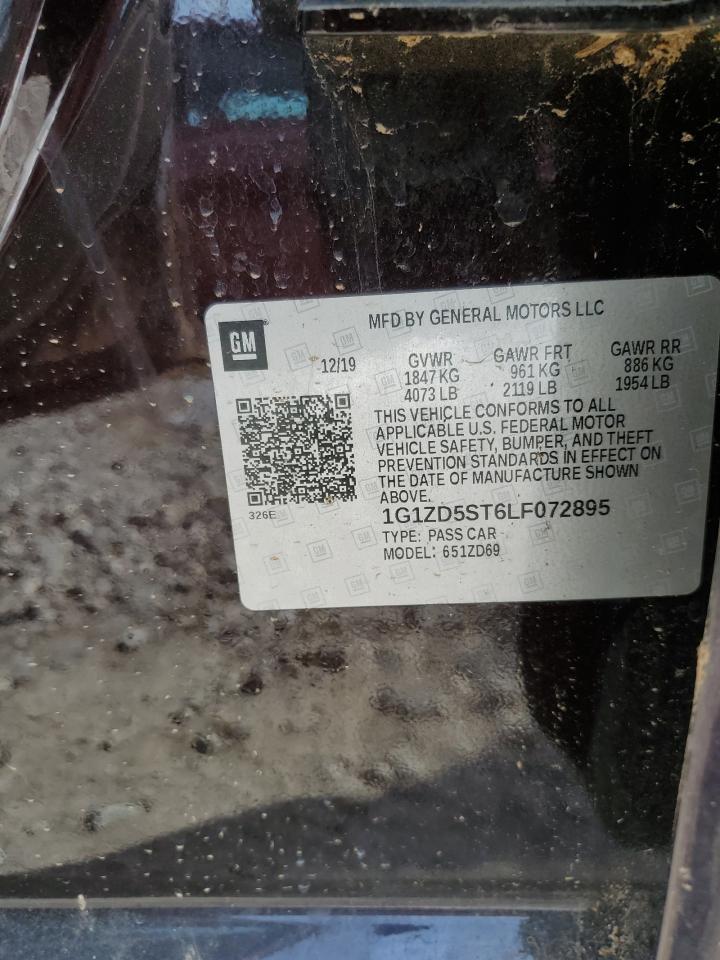 GM
MFD BY GENERAL MOTORS LLC
12/19
GVWR
1847 KG
4073 LB
GAWR FRT
961 KG
2119 LB
GAWR RR
886 KG
1954 LB
THIS VEHICLE CONFORMS TO ALL
APPLICABLE U.S. FEDERAL MOTOR
VEHICLE SAFETY, BUMPER, AND THEFT
PREVENTION STANDARDS IN EFFECT ON
THE DATE OF MANUFACTURE SHOWN
ABOVE.
326E
1G1ZD5ST6LF072895
TYPE: PASS CAR
MODEL: 651ZD69